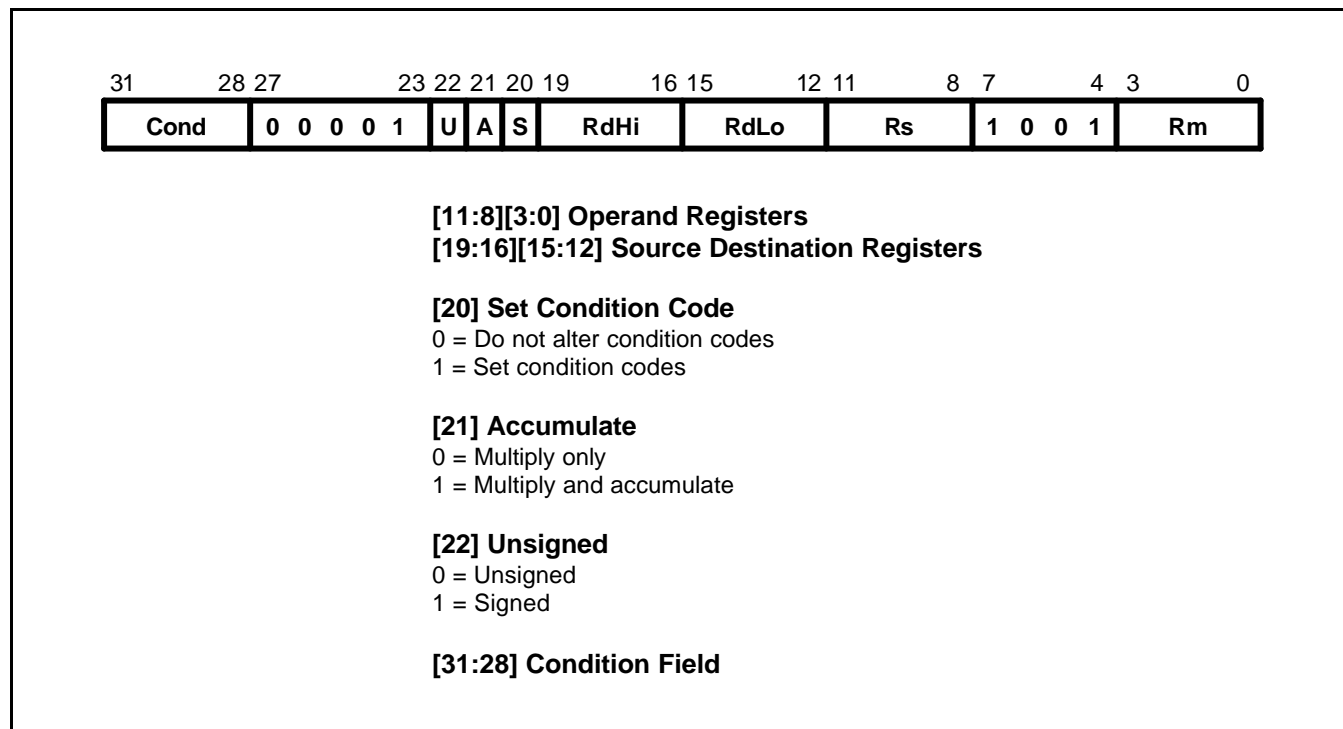 31 28 27 23 22 21 20 19 16 15 12 11 8 7 4 3 0
Cond 0 0 0 0 1 U A S RdHi RdLo Rs 1 0 0 1 Rm
[11:8][3:0] Operand Registers
[19:16][15:12] Source Destination Registers
[20] Set Condition Code
0 = Do not alter condition codes
1 = Set condition codes
[21] Accumulate
0 = Multiply only
1 = Multiply and accumulate
[22] Unsigned
0 = Unsigned
1 = Signed
[31:28] Condition Field